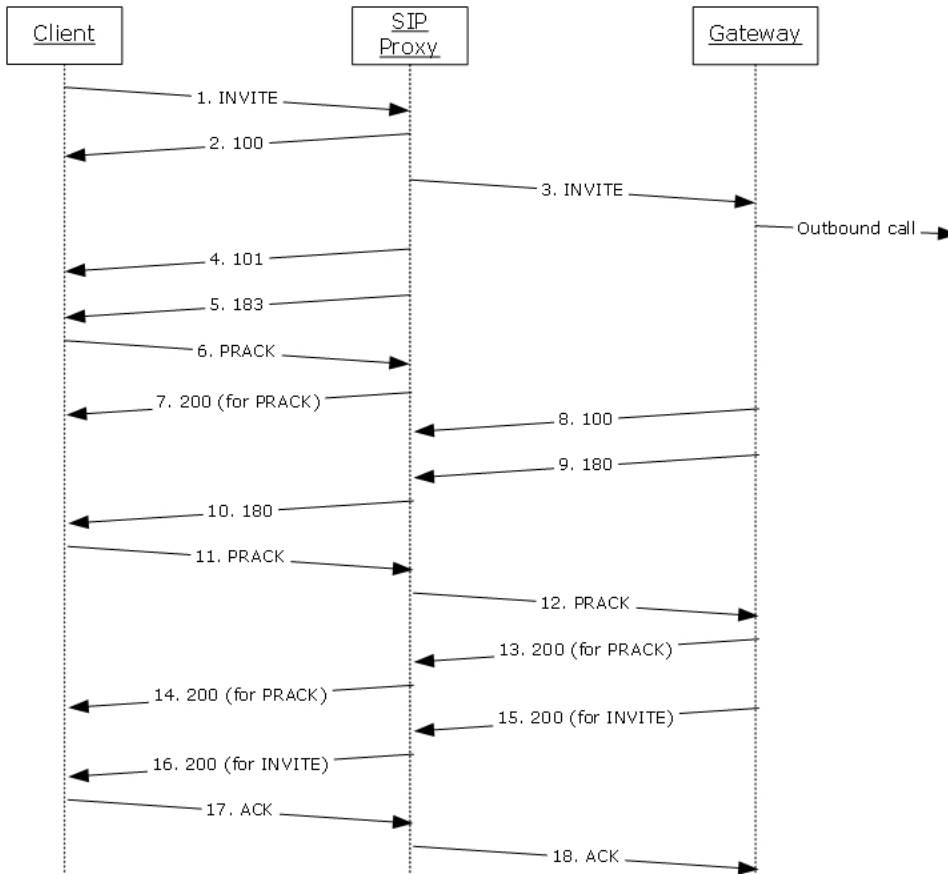 Client
SIP
Proxy
Gateway
1. INVITE
2. 100
3. INVITE
Outbound call
4. 101
5. 183
6. PRACK
7. 200 (for PRACK)
8. 100
9. 180
10. 180
11. PRACK
12. PRACK
13. 200 (for PRACK)
14. 200 (for PRACK)
15. 200 (for INVITE)
16. 200 (for INVITE)
17. ACK
18. ACK